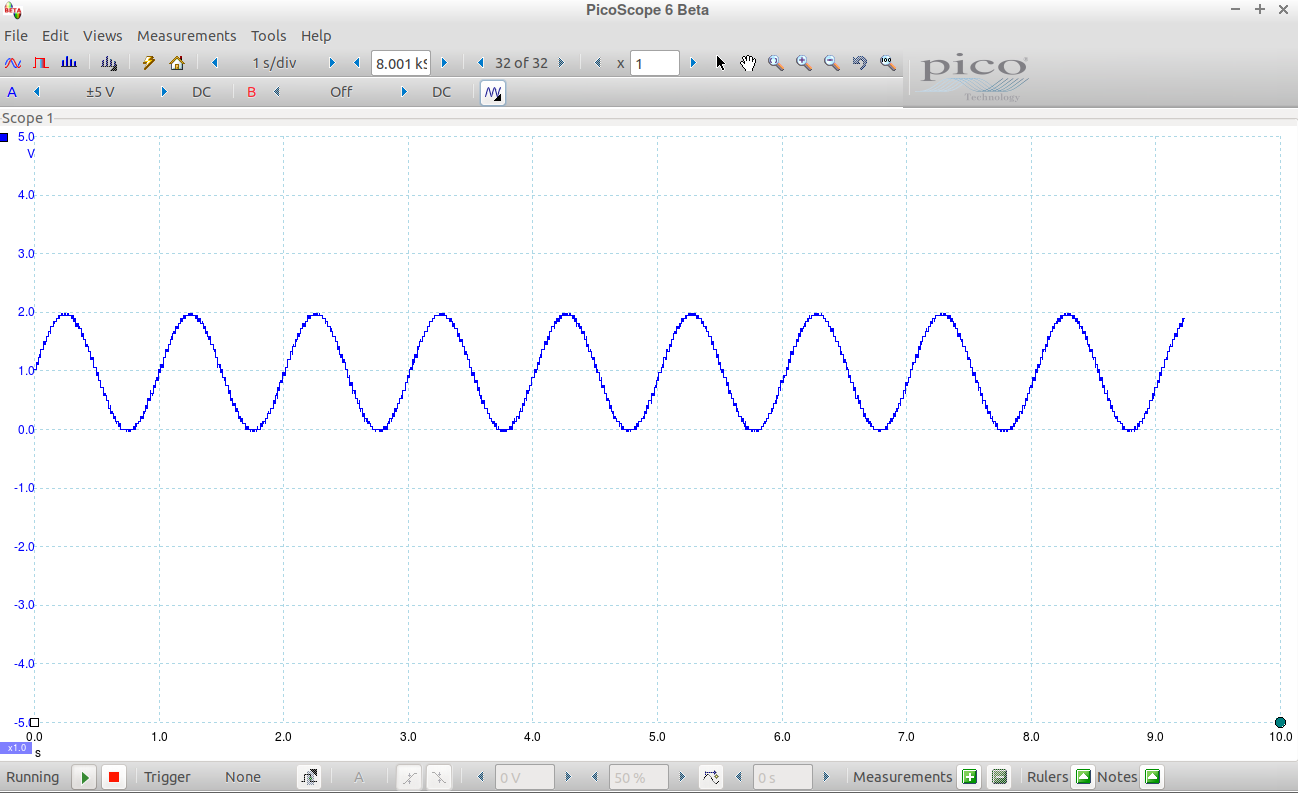 PicoScope 6 Beta
BETA
File Edit Views Measurements Tools Help
1 s/div 8.001 kS 32 of 32 x 1
pico
Technology
A ±5 V DC B Off DC
Scope 1
5.0
V
4.0
3.0
2.0
1.0
0.0
-1.0
-2.0
-3.0
-4.0
-5.0
0.0 1.0 2.0 3.0 4.0 5.0 6.0 7.0 8.0 9.0 10.0
x1.0
s
Running Trigger None A 0 V 50 % 0 s Measurements Rulers Notes